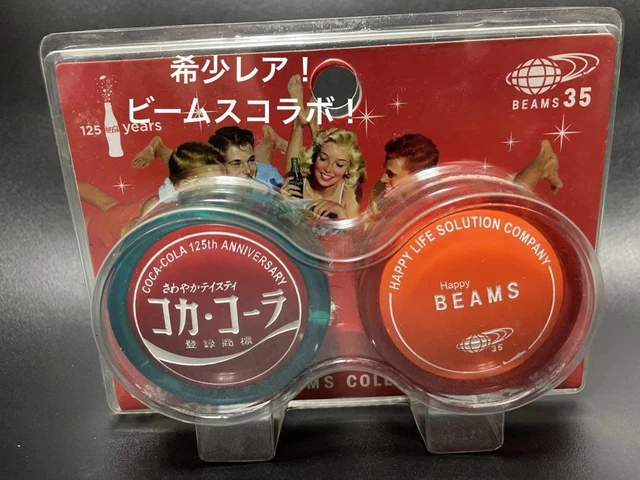 希少レア！
ビームスコラボ！
125 years
BEAMS 35
COCA-COLA 125th ANNIVERSARY
さわやか・テイスティ
コカ・コーラ
登録商標
HAPPY LIFE SOLUTION COMPANY
Happy
BEAMS
35